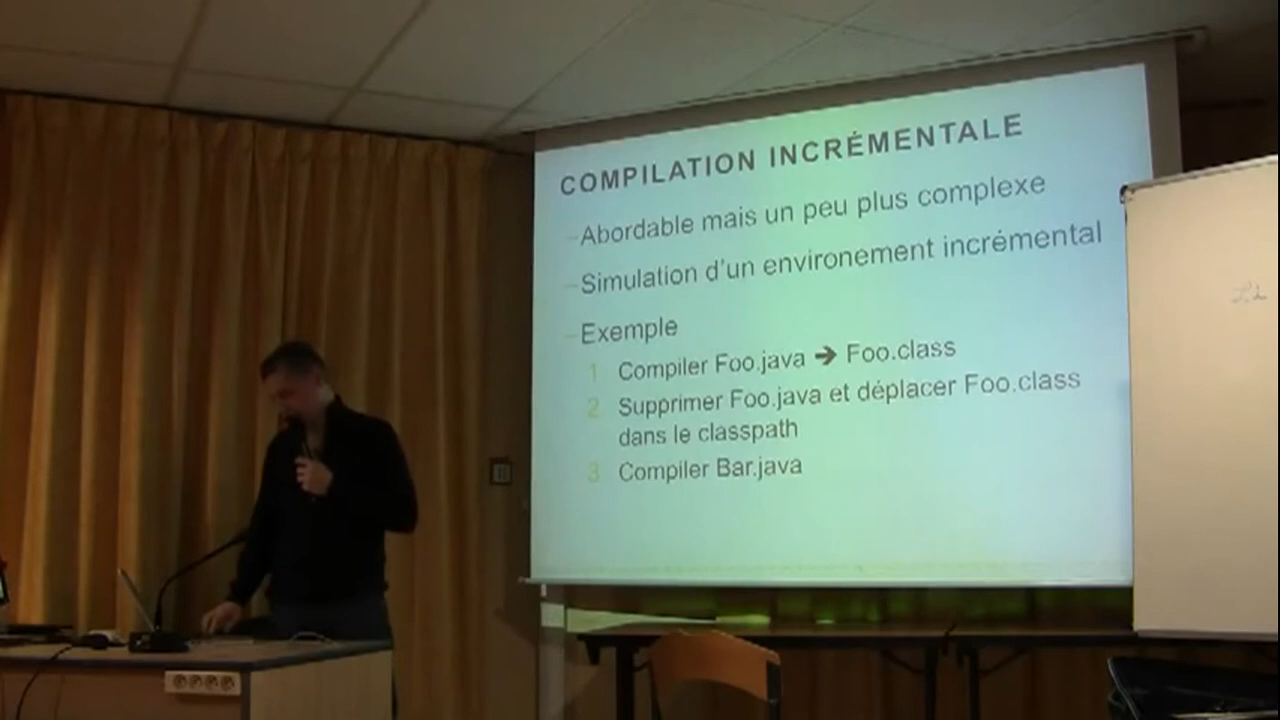 COMPILATION INCRÉMENTALE
–Abordable mais un peu plus complexe
–Simulation d'un environement incrémental
–Exemple
1 Compiler Foo.java ➔ Foo.class
2 Supprimer Foo.java et déplacer Foo.class
dans le classpath
3 Compiler Bar.java